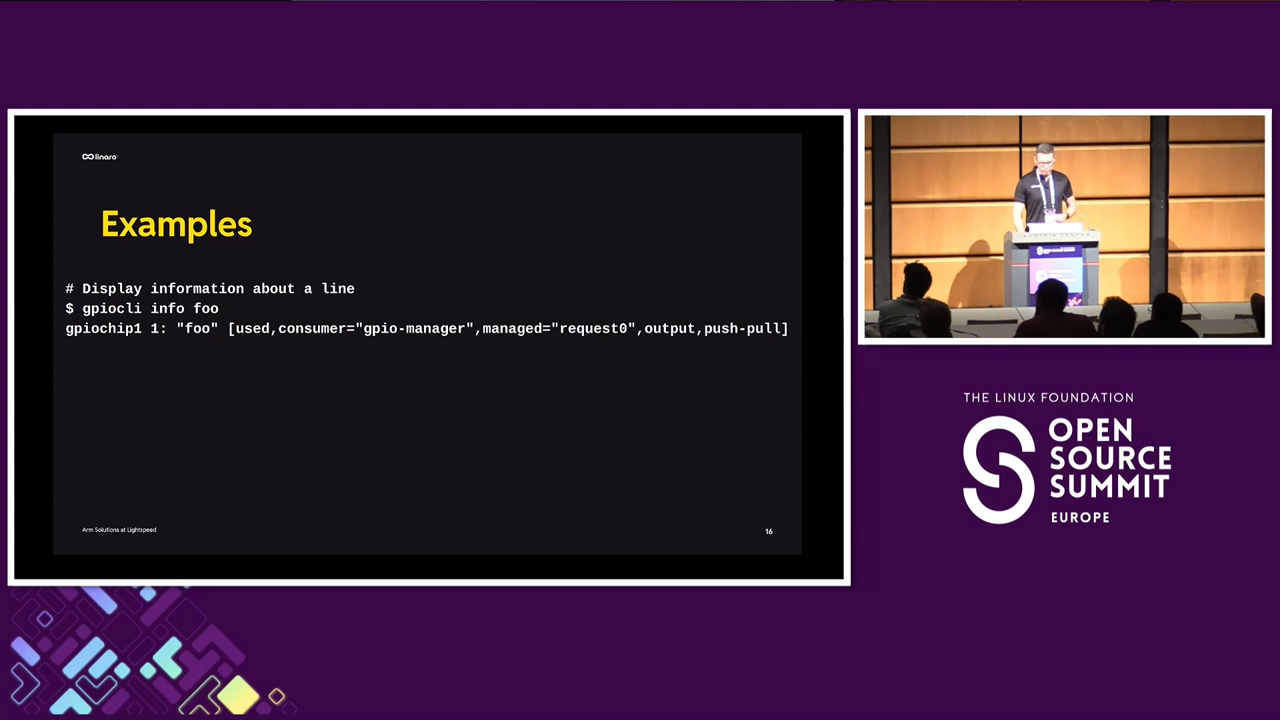 linaro
Examples
# Display information about a line
$ gpiocli info foo
gpiochip1 1: "foo" [used,consumer="gpio-manager",managed="request0",output,push-pull]
Arm Solutions at Lightspeed
16
THE LINUX FOUNDATION
OPEN
SOURCE
SUMMIT
EUROPE